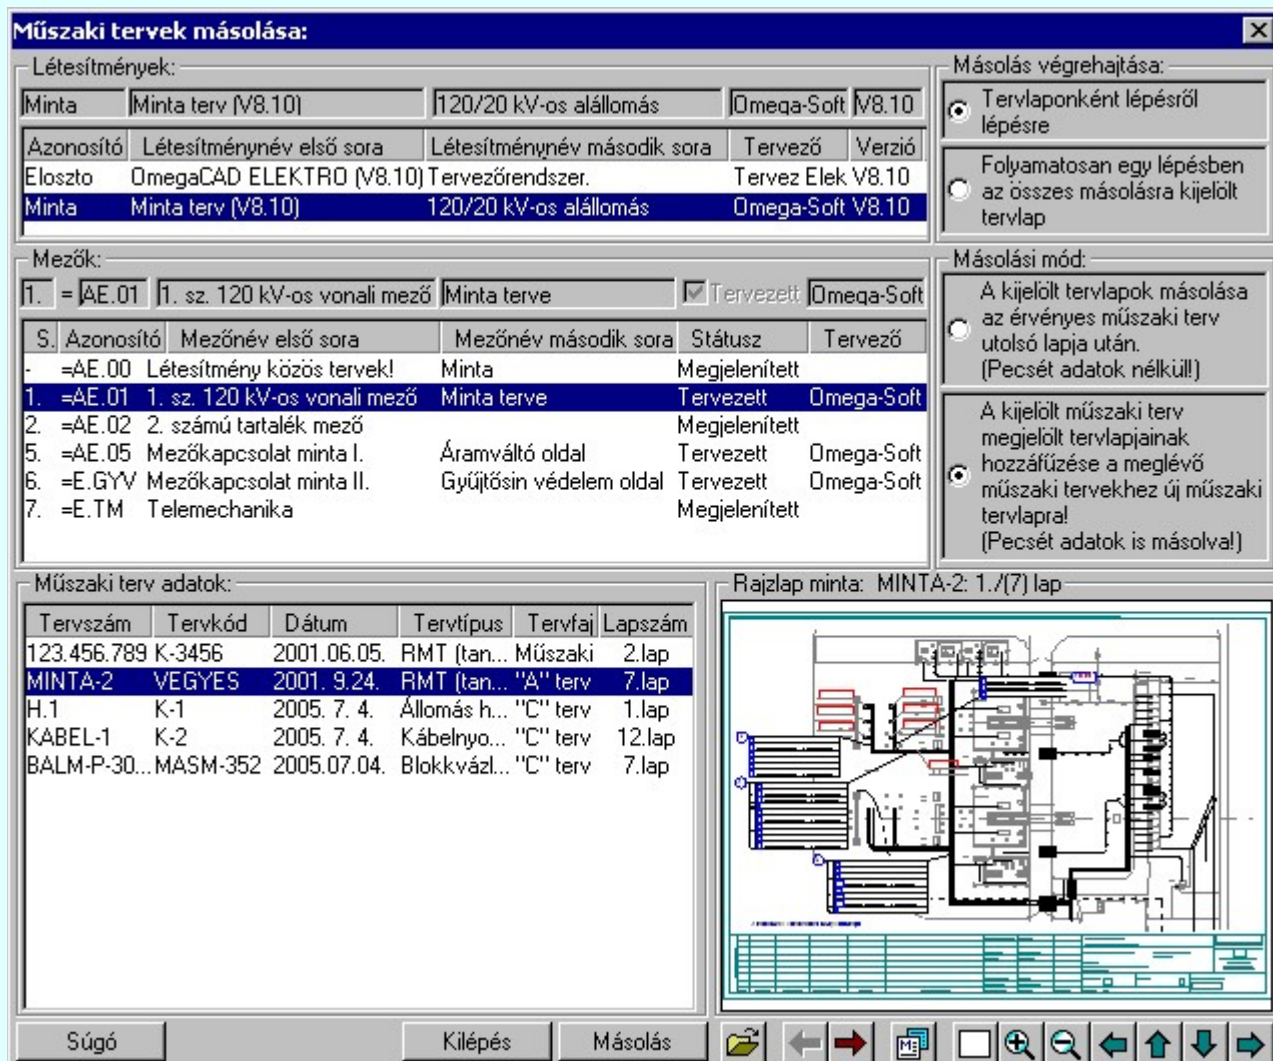 Műszaki tervek másolása:
Létesítmények:
Minta Minta terv (V8.10) 120/20 kV-os alállomás Omega-Soft V8.10
Azonosító Létesítménynév első sora Létesítménynév második sora Tervező Verzió
Eloszto OmegaCAD ELEKTRO (V8.10) Tervezőrendszer. Tervez Elek V8.10
Minta Minta terv (V8.10) 120/20 kV-os alállomás Omega-Soft V8.10
Másolás végrehajtása:
Tervlaponként lépésről
lépésre
Folyamatosan egy lépésben
az összes másolásra kijelölt
tervlap
Mezők:
1. = AE.01 1. sz. 120 kV-os vonali mező Minta terve Tervezett Omega-Soft
S. Azonosító Mezőnév első sora Mezőnév második sora Státusz Tervező
- =AE.00 Létesítmény közös tervek! Minta Megjelenített
1. =AE.01 1. sz. 120 kV-os vonali mező Minta terve Tervezett Omega-Soft
2. =AE.02 2. számú tartalék mező Megjelenített
5. =AE.05 Mezőkapcsolat minta I. Áramváltó oldal Tervezett Omega-Soft
6. =E.GYV Mezőkapcsolat minta II. Gyűjtősin védelem oldal Tervezett Omega-Soft
7. =E.TM Telemechanika Megjelenített
Másolási mód:
A kijelölt tervlapok másolása
az érvényes műszaki terv
utolsó lapja után.
(Pecsét adatok nélkül!)
A kijelölt műszaki terv
megjelölt tervlapjainak
hozzáfűzése a meglévő
műszaki tervekhez új műszaki
tervlapra!
(Pecsét adatok is másolva!)
Műszaki terv adatok:
Tervszám Tervkód Dátum Tervtípus Tervfaj Lapszám
123.456.789 K-3456 2001.06.05. RMT (tan... Műszaki 2.lap
MINTA-2 VEGYES 2001. 9.24. RMT (tan... "A" terv 7.lap
H.1 K-1 2005. 7. 4. Állomás h... "C" terv 1.lap
KABEL-1 K-2 2005. 7. 4. Kábelnyo... "C" terv 12.lap
BALM-P-30... MASM-352 2005.07.04. Blokkvázl... "C" terv 7.lap
Rajzlap minta: MINTA-2: 1./(7) lap
Súgó Kilépés Másolás